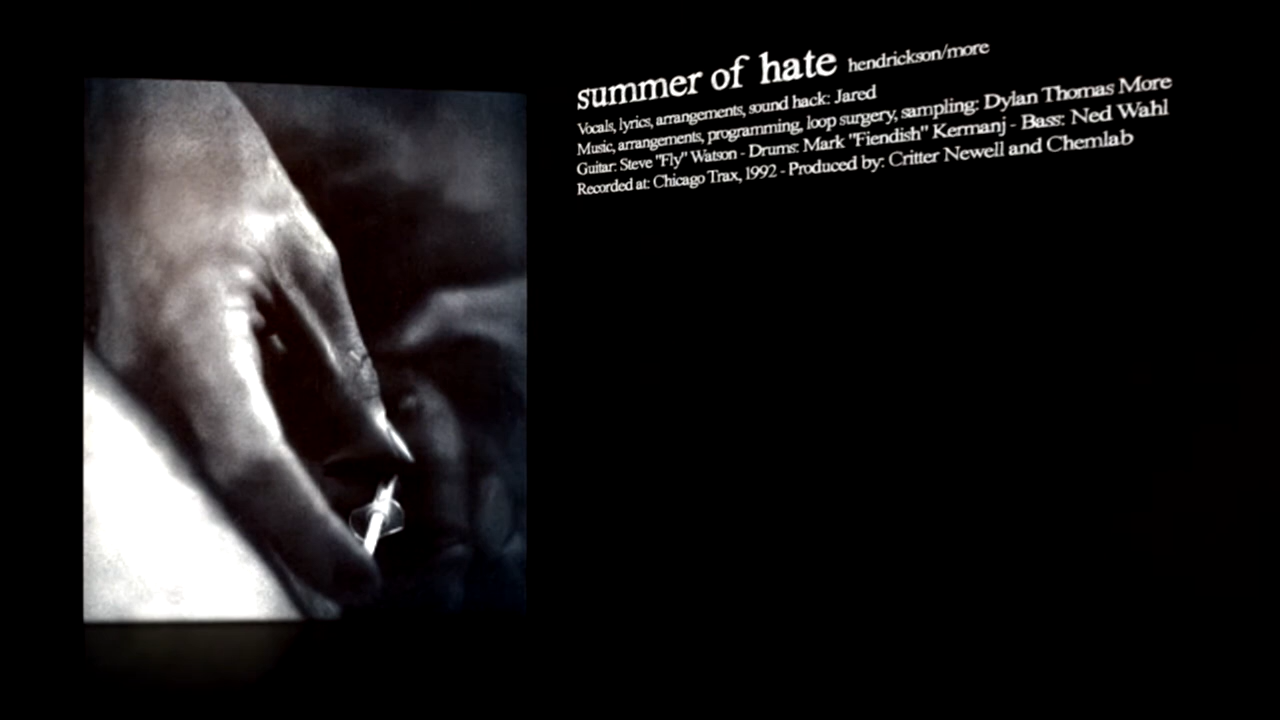 summer of hate hendrickson/more
Vocals, lyrics, arrangements, sound hack: Jared
Music, arrangements, programming, loop surgery, sampling: Dylan Thomas More
Guitar: Steve "Fly" Watson - Drums: Mark "Fiendish" Kermanj - Bass: Ned Wahl
Recorded at: Chicago Trax, 1992 - Produced by: Critter Newell and Chemlab